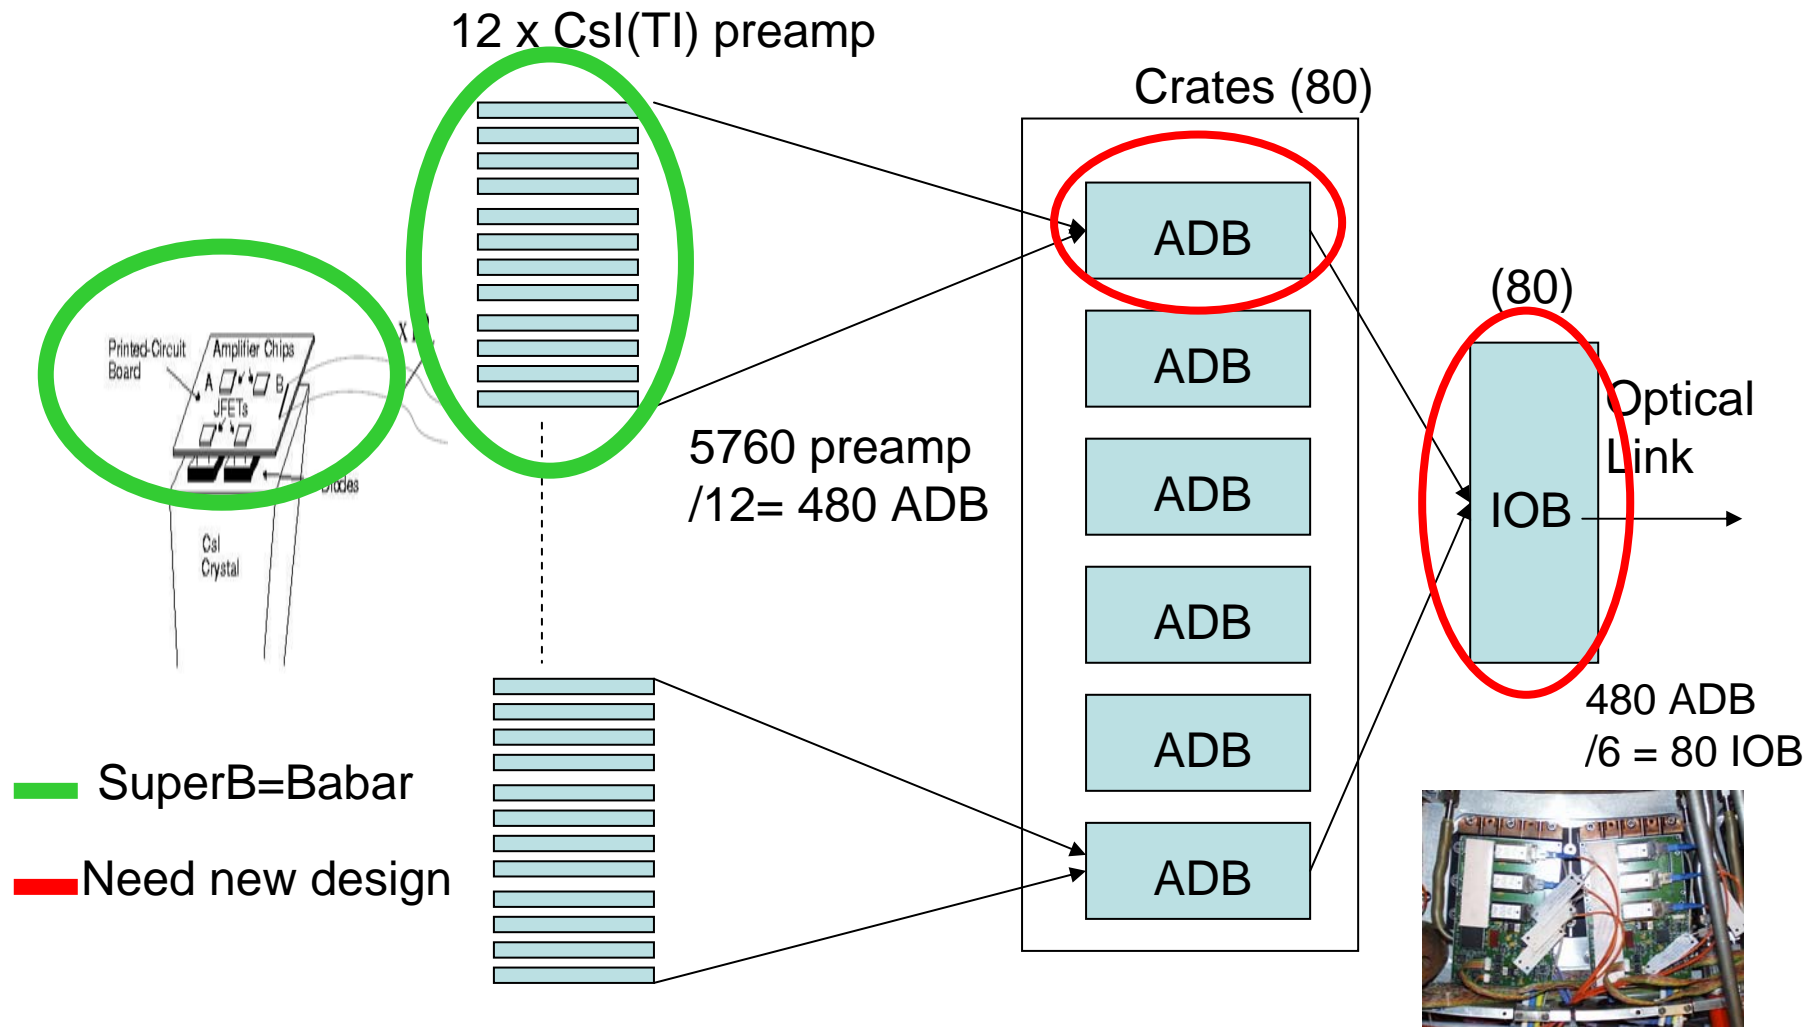 12 x CsI(TI) preamp
Crates (80)
ADB
ADB
ADB
ADB
ADB
ADB
(80)
IOB
Optical
Link
Printed-Circuit
Board
Amplifier Chips
A
B
JFETs
Diodes
CsI
Crystal
5760 preamp
/12= 480 ADB
480 ADB
/6 = 80 IOB
SuperB=Babar
Need new design